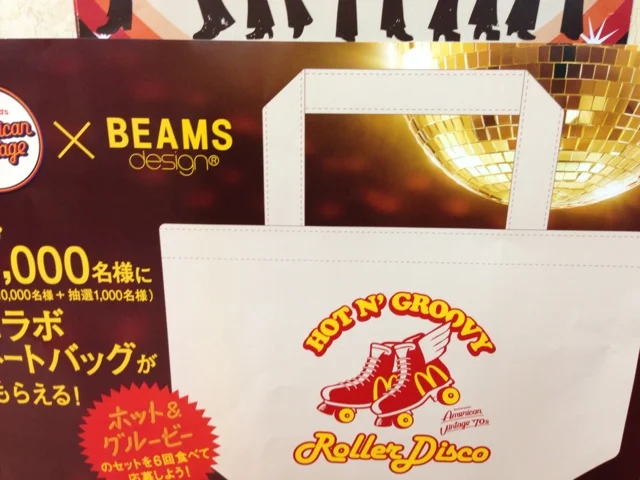 × BEAMS
design®
,000名様に
0,000名様 + 抽選1,000名様)
ラボ
ートバッグが
もらえる!
ホット&
グルービー
のセットを6回食べて
応募しよう!
HOT N' GROOVY
American
Vintage '70s
Roller Disco